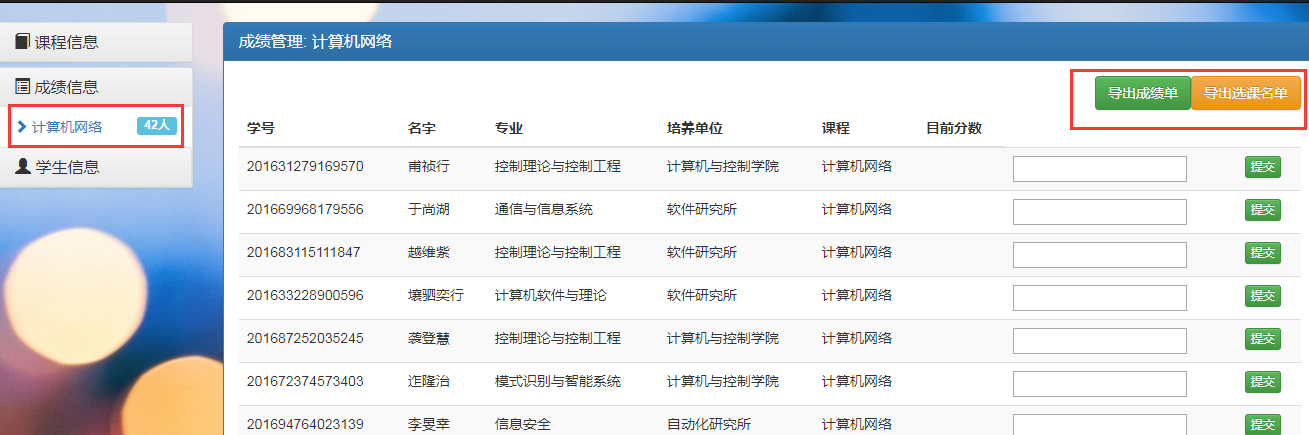 课程信息
成绩信息
计算机网络 42人
学生信息
成绩管理: 计算机网络
导出成绩单 导出选课名单
学号 名字 专业 培养单位 课程 目前分数
201631279169570 甫祯行 控制理论与控制工程 计算机与控制学院 计算机网络 提交
201669968179556 于尚湖 通信与信息系统 软件研究所 计算机网络 提交
201683115111847 越维紫 控制理论与控制工程 软件研究所 计算机网络 提交
201633228900596 壤驷奕行 计算机软件与理论 软件研究所 计算机网络 提交
201687252035245 袭登慧 控制理论与控制工程 计算机与控制学院 计算机网络 提交
201672374573403 迮隆治 模式识别与智能系统 计算机与控制学院 计算机网络 提交
201694764023139 李旻幸 信息安全 自动化研究所 计算机网络 提交